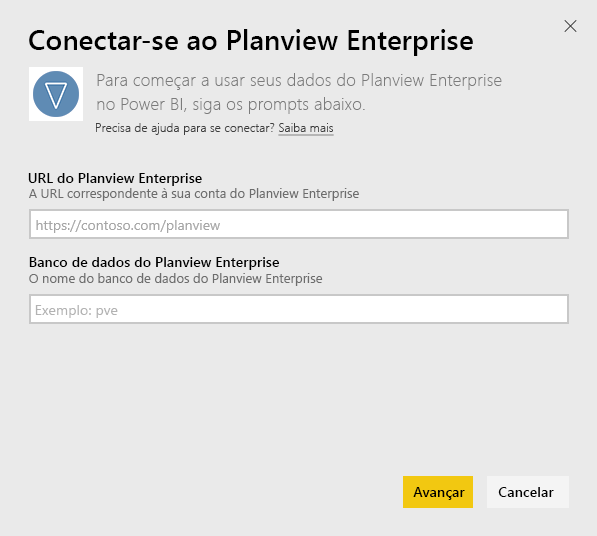 Conectar-se ao Planview Enterprise
Para começar a usar seus dados do Planview Enterprise
no Power BI, siga os prompts abaixo.
Precisa de ajuda para se conectar? Saiba mais
URL do Planview Enterprise
A URL correspondente à sua conta do Planview Enterprise
https://contoso.com/planview
Banco de dados do Planview Enterprise
O nome do banco de dados do Planview Enterprise
Exemplo: pve
Avançar
Cancelar